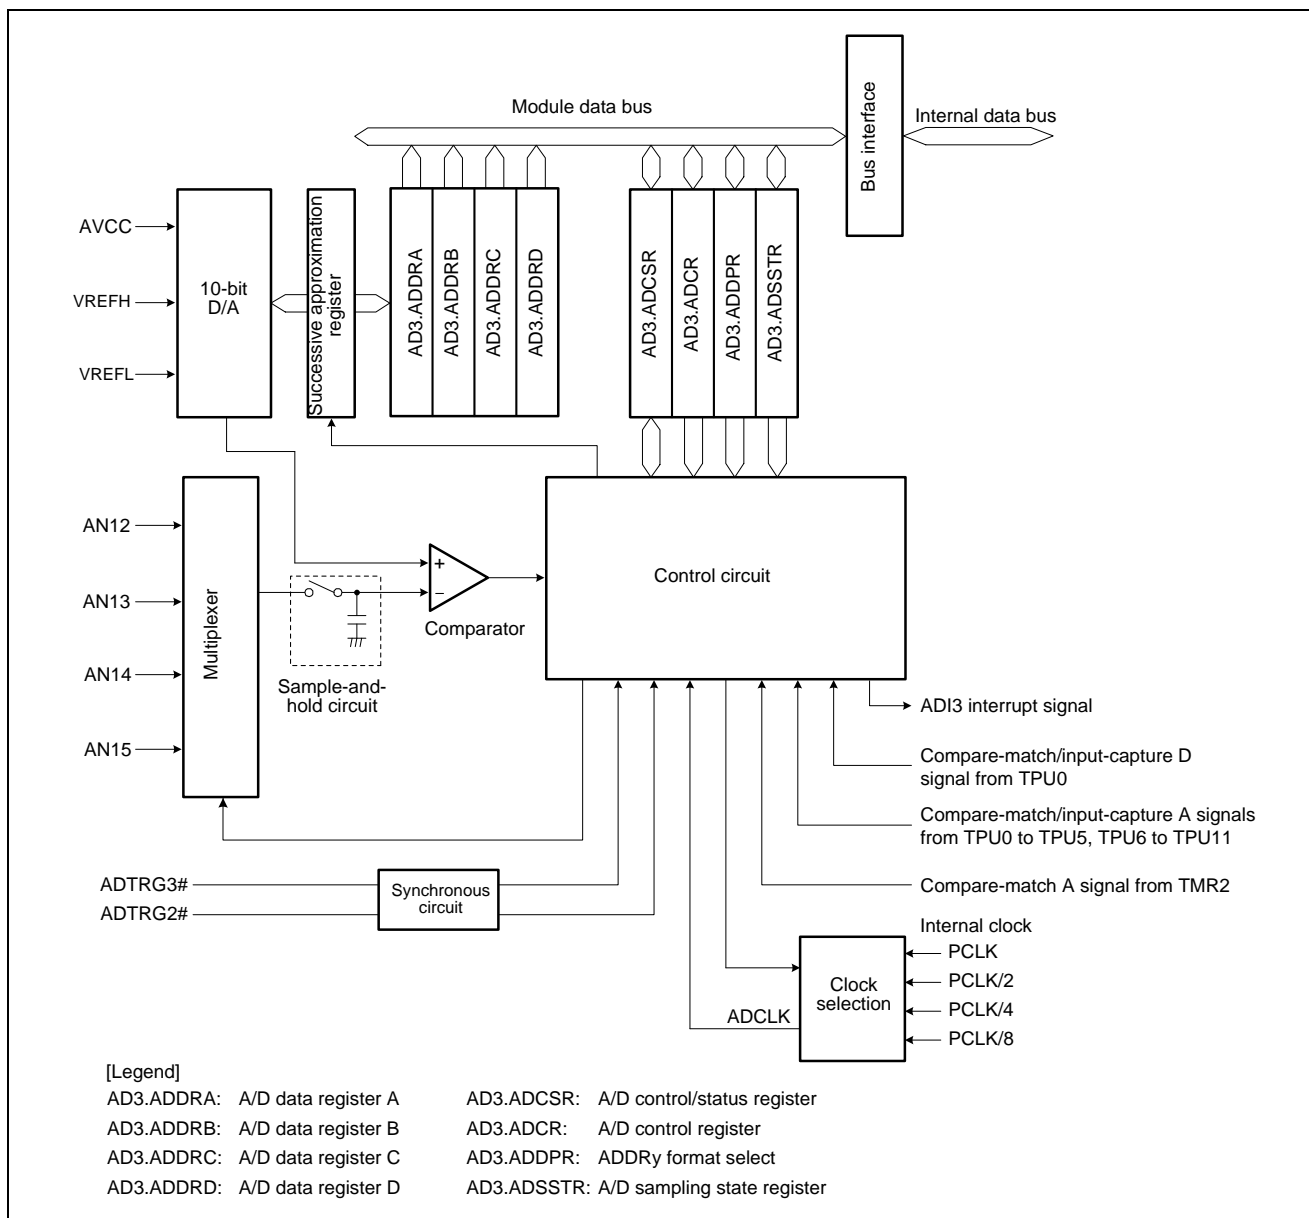 Module data bus
Internal data bus
Bus interface
AVCC
VREFH
VREFL
10-bit
D/A
Successive approximation
register
AD3.ADDRA
AD3.ADDRB
AD3.ADDRC
AD3.ADDRD
AD3.ADCSR
AD3.ADCR
AD3.ADDPR
AD3.ADSSTR
AN12
AN13
AN14
AN15
Multiplexer
Sample-and-
hold circuit
+
−
Comparator
Control circuit
ADI3 interrupt signal
Compare-match/input-capture D
signal from TPU0
Compare-match/input-capture A signals
from TPU0 to TPU5, TPU6 to TPU11
Compare-match A signal from TMR2
ADTRG3#
ADTRG2#
Synchronous
circuit
Internal clock
PCLK
PCLK/2
PCLK/4
PCLK/8
Clock
selection
ADCLK
[Legend]
AD3.ADDRA: A/D data register A
AD3.ADDRB: A/D data register B
AD3.ADDRC: A/D data register C
AD3.ADDRD: A/D data register D
AD3.ADCSR: A/D control/status register
AD3.ADCR: A/D control register
AD3.ADDPR: ADDRy format select
AD3.ADSSTR: A/D sampling state register